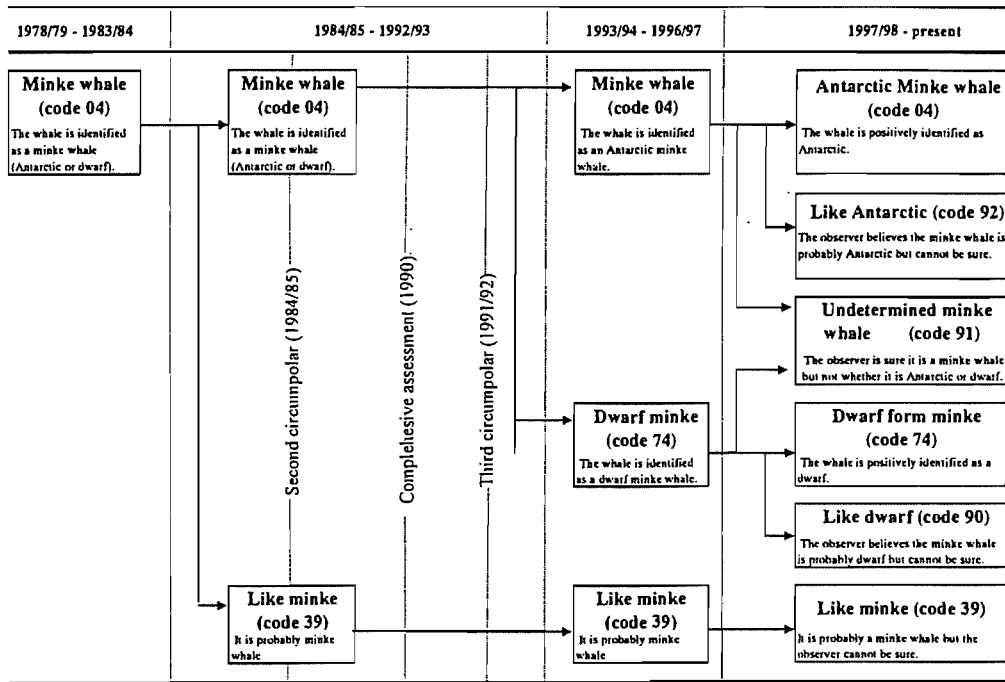 1978/79 - 1983/84
1984/85 - 1992/93
1993/94 - 1996/97
1997/98 - present
Minke whale
(code 04)
The whale is identified
as a minke whale
(Antarctic or dwarf).
Minke whale
(code 04)
The whale is identified
as a minke whale
(Antarctic or dwarf).
Like minke
(code 39)
It is probably minke
whale
Second circumpolar (1984/85)
Complehesive assessment (1990)
Third circumpolar (1991/92)
Minke whale
(code 04)
The whale is identified
as an Antarctic minke
whale.
Dwarf minke
(code 74)
The whale is identified
as a dwarf minke whale.
Like minke
(code 39)
It is probably minke
whale
Antarctic Minke whale
(code 04)
The whale is positively identified as
Antarctic.
Like Antarctic (code 92)
The observer believes the minke whale is
probably Antarctic but cannot be sure.
Undetermined minke
whale (code 91)
The observer is sure it is a minke whale
but not whether it is Antarctic or dwarf.
Dwarf form minke
(code 74)
The whale is positively identified as a
dwarf.
Like dwarf (code 90)
The observer believes the minke whale
is probably dwarf but cannot be sure.
Like minke (code 39)
It is probably a minke whale but the
observer cannot be sure.